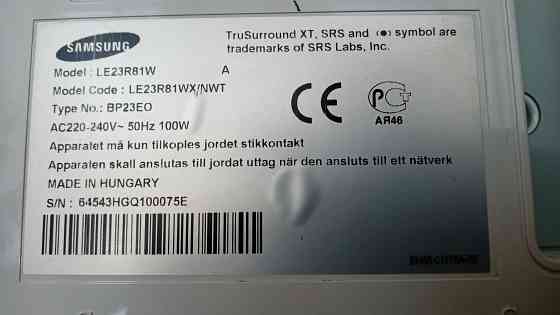 SAMSUNG
TruSurround XT, SRS and (●) symbol are
trademarks of SRS Labs, Inc.
Model : LE23R81W A
Model Code : LE23R81WX/NWT
Type No.: BP23EO
AC220-240V~ 50Hz 100W
CE
PCT
АЯ46
Apparatet må kun tilkoples jordet stikkontakt
Apparaten skall anslutas till jordat uttag när den ansluts till ett nätverk
MADE IN HUNGARY
S/N : 64543HGQ100075E